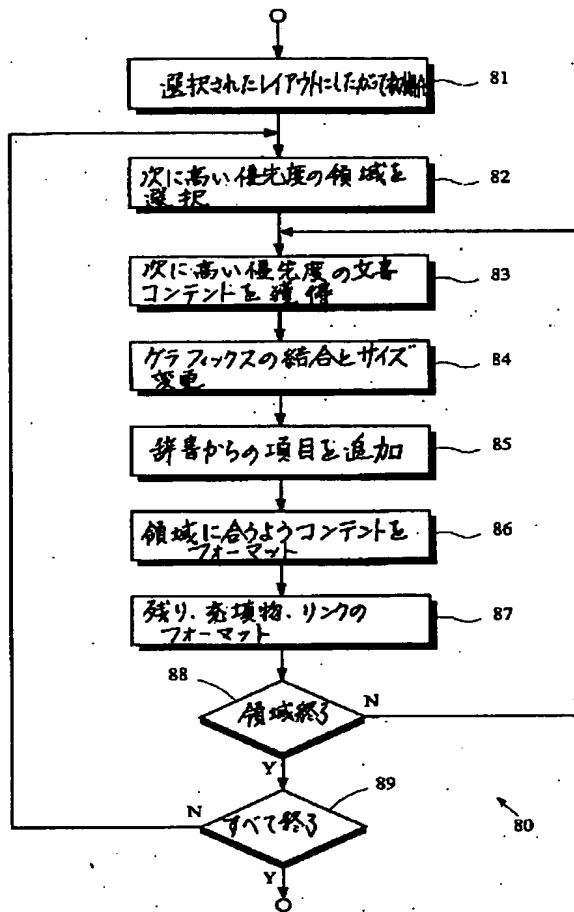 選択されたレイアウトにしたがって初期化
81
次に高い優先度の領域を
選択
82
次に高い優先度の文書
コンテントを獲得
83
グラフィックスの結合とサイズ
変更
84
辞書からの項目を追加
85
領域に合うようコンテントを
フォーマット
86
残り、充填物、リンクの
フォーマット
87
88
領域終了
N
Y
89
N
すべて終了
80
Y